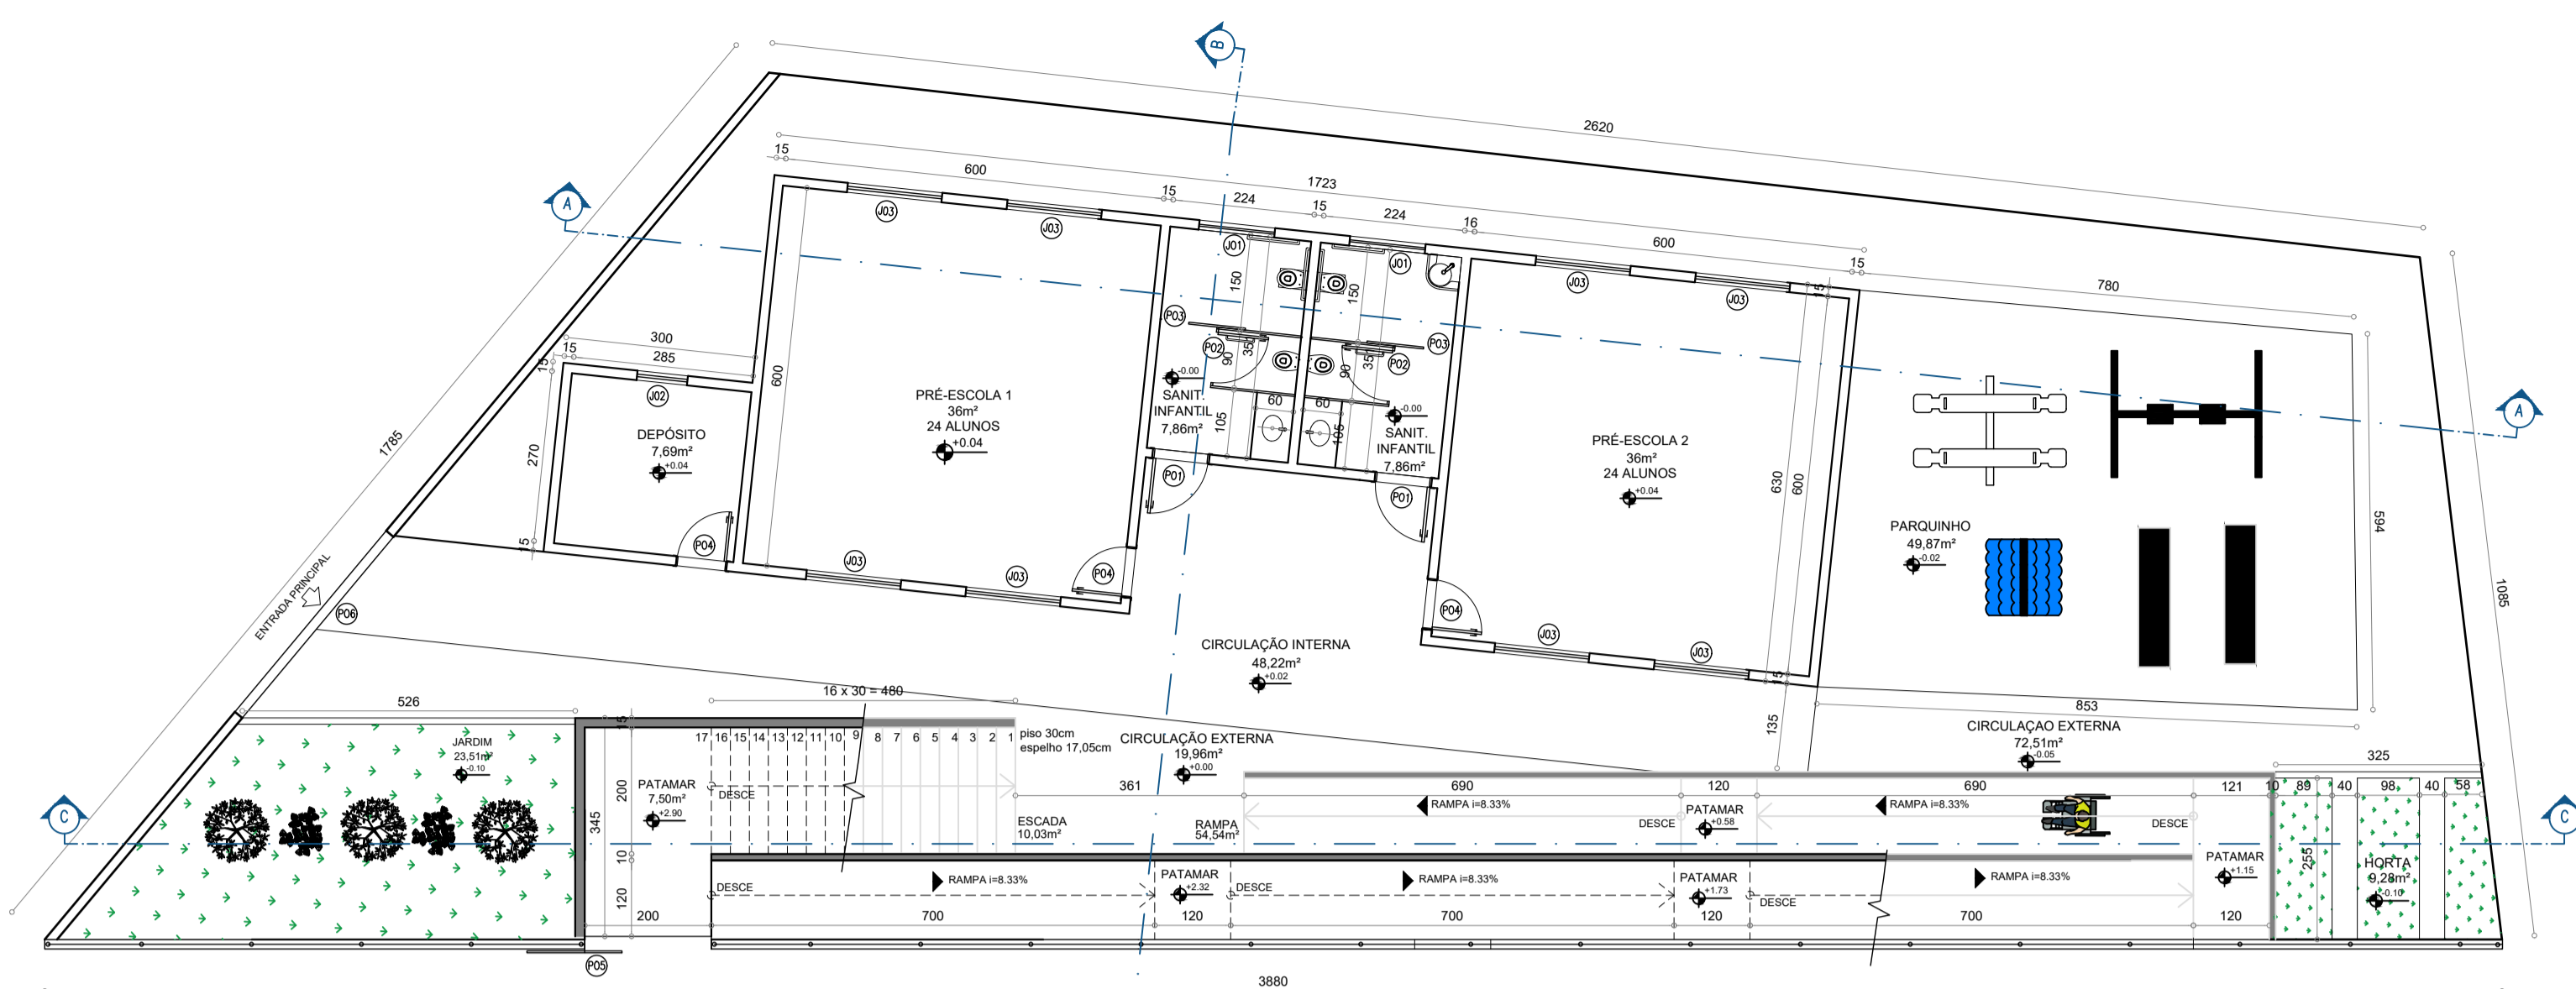 B
2620
15
600
1723
15
224
15
224
16
600
15
780
A
J03
J03
J01
J01
J03
J03
15
150
150
P03
P03
P02
P02
90
351
90
351
300
15
285
15
600
J02
DEPÓSITO
7,69m²
+0.04
270
15
P04
1785
PRÉ-ESCOLA 1
36m²
24 ALUNOS
+0.04
-0.00
SANIT.
INFANTIL
7,86m²
105
60
60
105
-0.00
SANIT.
INFANTIL
7,86m²
P01
P01
PRÉ-ESCOLA 2
36m²
24 ALUNOS
+0.04
630
600
A
594
1085
PARQUINHO
49,87m²
-0.02
J03
J03
P04
P04
J03
J03
15
ENTRADA PRINCIPAL
P06
CIRCULAÇÃO INTERNA
48,22m²
+0.02
135
853
526
16 x 30 = 480
15
JARDIM
23,51m²
-0.10
17 16 15 14 13 12 11 10 9 8 7 6 5 4 3 2 1
piso 30cm
espelho 17,05cm
CIRCULAÇÃO EXTERNA
19,96m²
+0.00
CIRCULAÇAO EXTERNA
72,51m²
-0.05
325
PATAMAR
7,50m²
+2.90
200
DESCE
345
361
690
120
690
121
10
89
40
98
40
58
RAMPA i=8.33%
PATAMAR
+0.58
RAMPA i=8.33%
ESCADA
10,03m²
RAMPA
54,54m²
DESCE
DESCE
C
C
10
120
DESCE
RAMPA i=8.33%
PATAMAR
+2.32
DESCE
RAMPA i=8.33%
PATAMAR
+1.73
DESCE
RAMPA i=8.33%
PATAMAR
+1.15
255
HORTA
9,28m²
-0.10
200
700
120
700
120
700
120
P05
3880